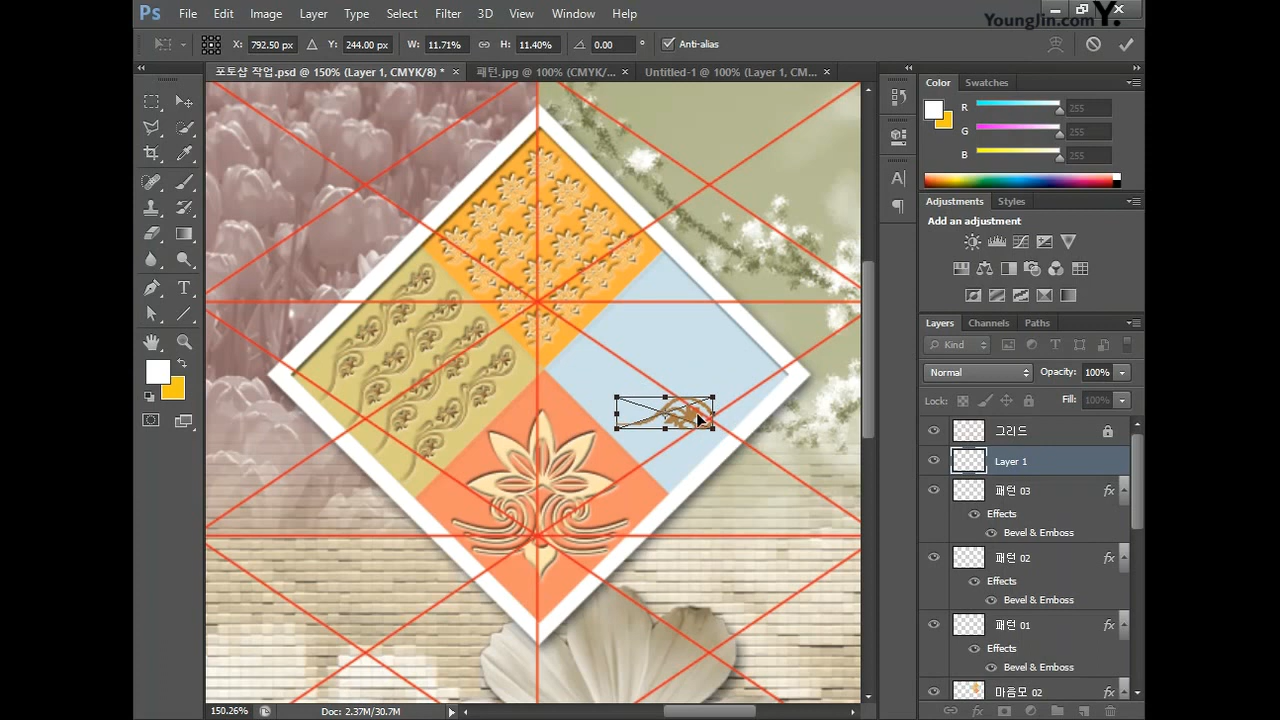 Ps File Edit Image Layer Type Select Filter 3D View Window Help
YoungJin.com Y.
X: 792.50 px Y: 244.00 px W: 11.71% H: 11.40% 0.00 ° Anti-alias
포토샵 작업.psd @ 150% (Layer 1, CMYK/8) * × 패턴.jpg @ 100% (CMYK/... × Untitled-1 @ 100% (Layer 1, CM... ×
Color Swatches
R 255
G 255
B 255
Adjustments Styles
Add an adjustment
Layers Channels Paths
Kind
Normal Opacity: 100%
Lock: Fill: 100%
그리드
Layer 1
패턴 03 fx
Effects
Bevel & Emboss
패턴 02 fx
Effects
Bevel & Emboss
패턴 01 fx
Effects
Bevel & Emboss
마음모 02 fx
150.26% Doc: 2.37M/30.7M